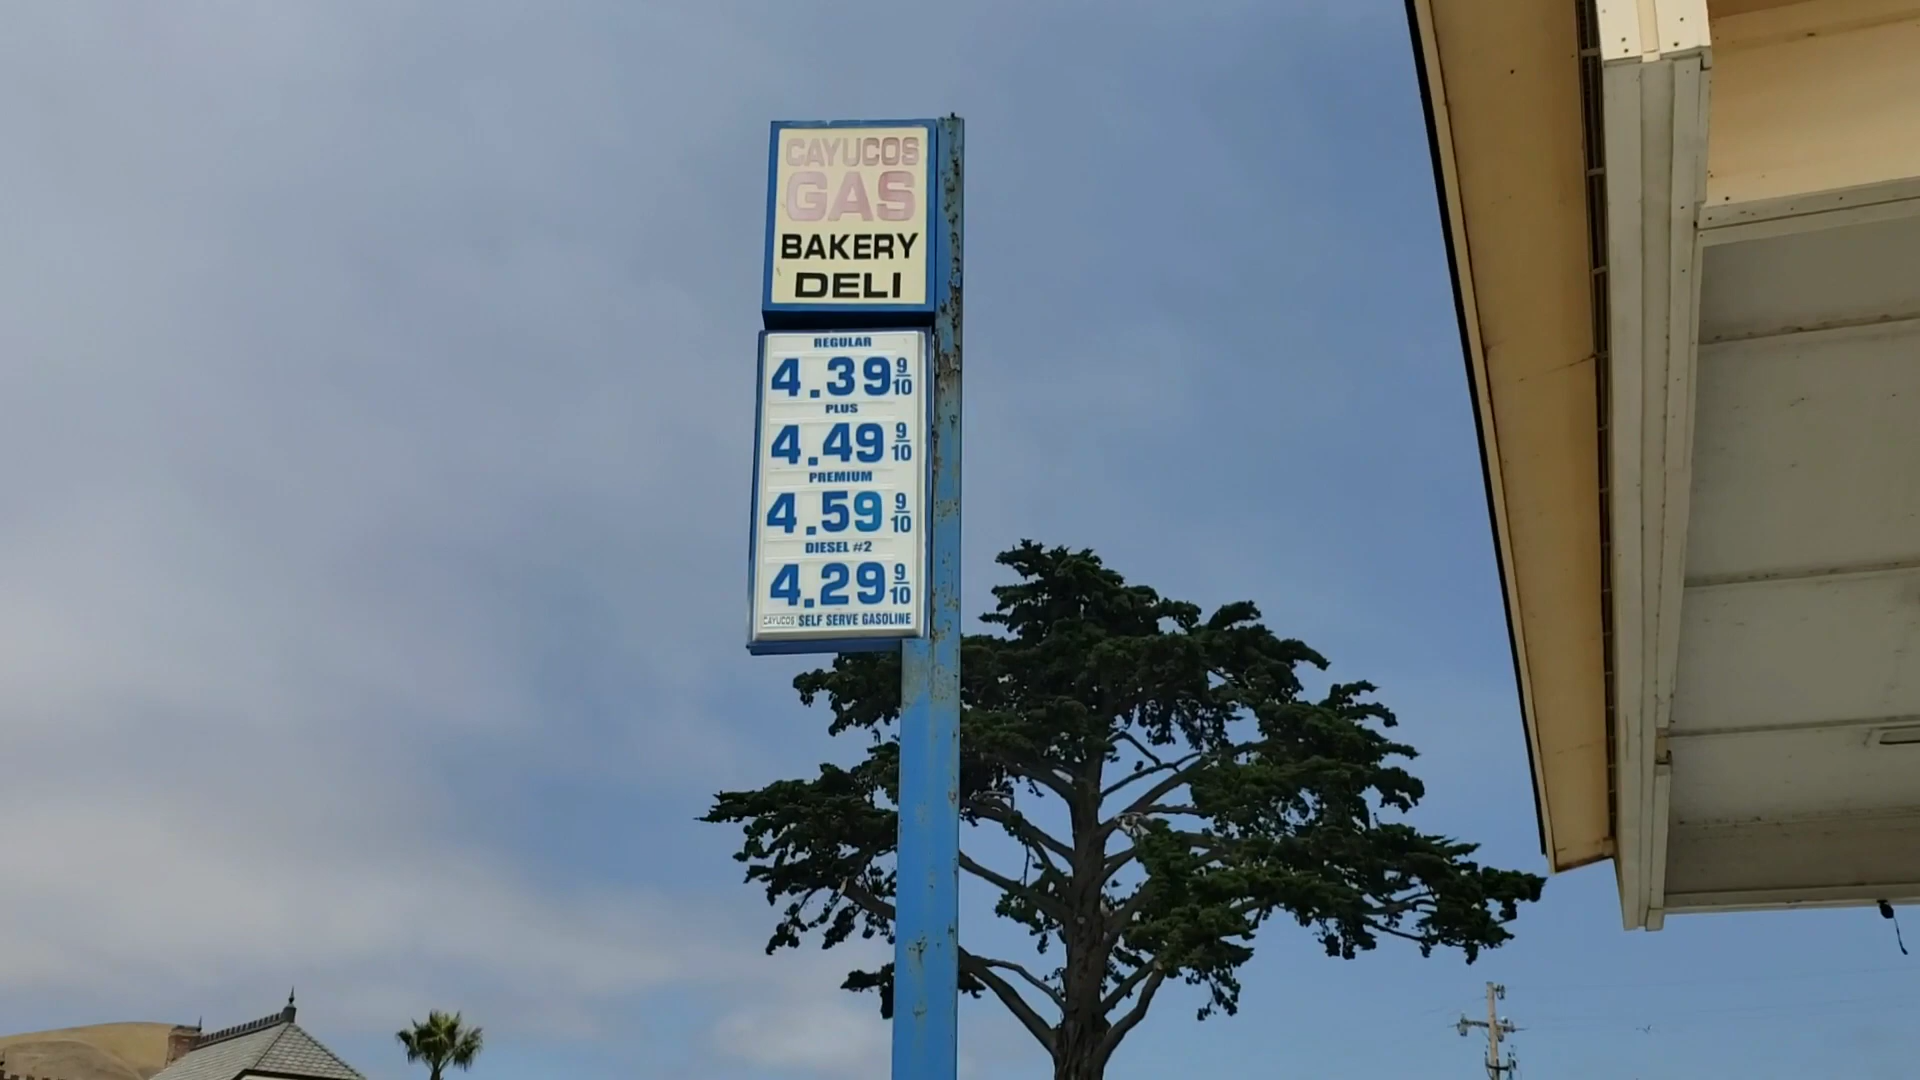 CAYUCOS
GAS
BAKERY
DELI
REGULAR
4.39 9/10
PLUS
4.49 9/10
PREMIUM
4.59 9/10
DIESEL #2
4.29 9/10
CAYUCOS SELF SERVE GASOLINE